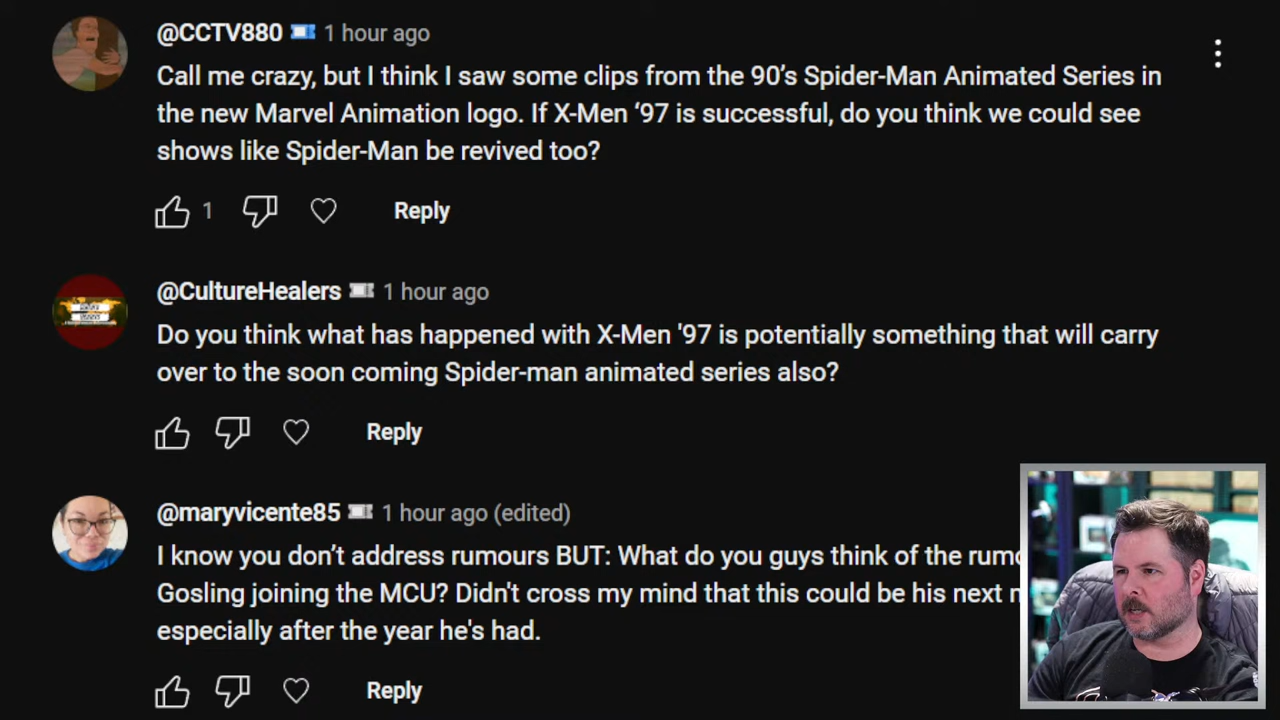 @CCTV880 1 hour ago
Call me crazy, but I think I saw some clips from the 90’s Spider-Man Animated Series in
the new Marvel Animation logo. If X-Men ‘97 is successful, do you think we could see
shows like Spider-Man be revived too?
1 Reply
@CultureHealers 1 hour ago
Do you think what has happened with X-Men '97 is potentially something that will carry
over to the soon coming Spider-man animated series also?
Reply
@maryvicente85 1 hour ago (edited)
I know you don’t address rumours BUT: What do you guys think of the
Gosling joining the MCU? Didn't cross my mind that this could be his next
especially after the year he's had.
Reply